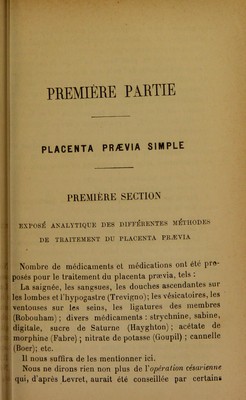 PREMIÈRE PARTIE
PLACENTA PRÆVIA SIMPLE
PREMIÈRE SECTION
EXPOSÉ ANALYTIQUE DES DIFFÉRENTES MÉTHODES
DE TRAITEMENT DU PLACENTA PRÆVIA
Nombre de médicaments et médications ont été pro-
posés pour le traitement du placenta prævia, tels :
La saignée, les sangsues, les douches ascendantes sur
les lombes et l'hypogastre (Trevigno); les vésicatoires, les
ventouses sur les seins, les ligatures des membres
(Robonham) ; divers médicaments : strychnine, sabine,
digitale, sucre de Saturne (Hayghton) ; acétate de
morphine (Fabre) ; nitrate de potasse (Goupil) ; cannelle
(Boer); etc.
Il nous suffira de les mentionner ici.
Nous ne dirons rien non plus de l'opération césarienne
qui, d'après Levret, aurait été conseillée par certains